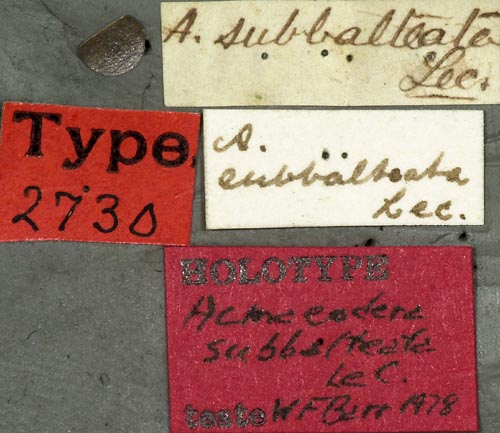 A. subbalteata
Lec.
Type.
2730
A.
subbalteata
Lec.
HOLOTYPE
Acmaeodera
subbalteata
LeC.
teste W F Barr 1978